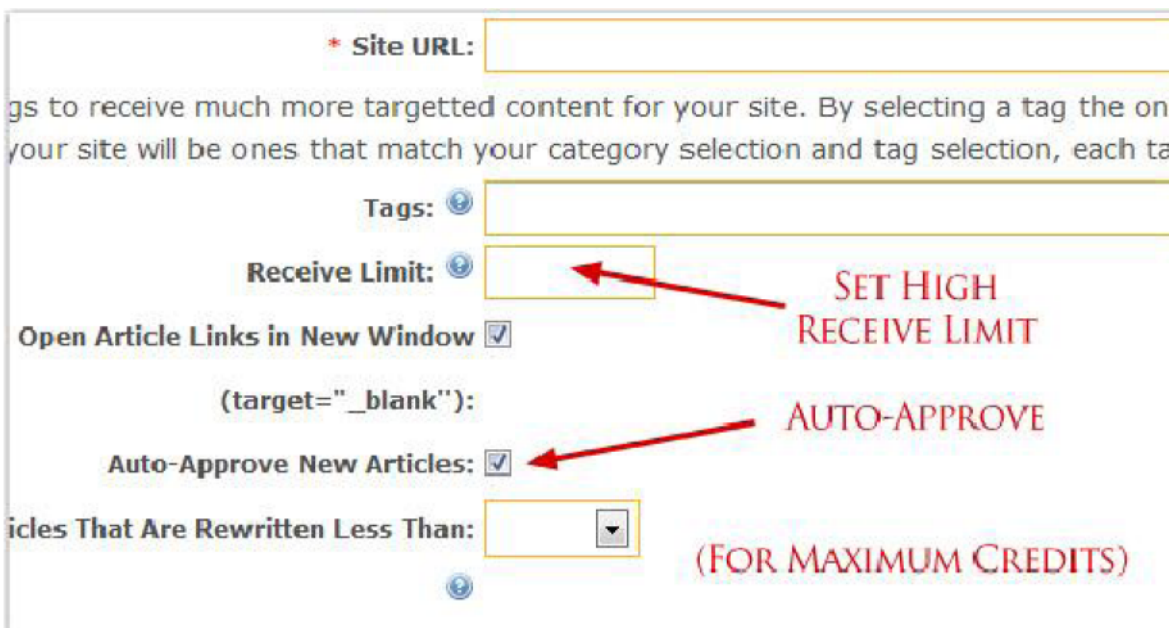 * Site URL:
gs to receive much more targetted content for your site. By selecting a tag the on
your site will be ones that match your category selection and tag selection, each ta
Tags:
Receive Limit:
SET HIGH
RECEIVE LIMIT
Open Article Links in New Window
(target="_blank"):
AUTO-APPROVE
Auto-Approve New Articles:
icles That Are Rewritten Less Than:
(FOR MAXIMUM CREDITS)